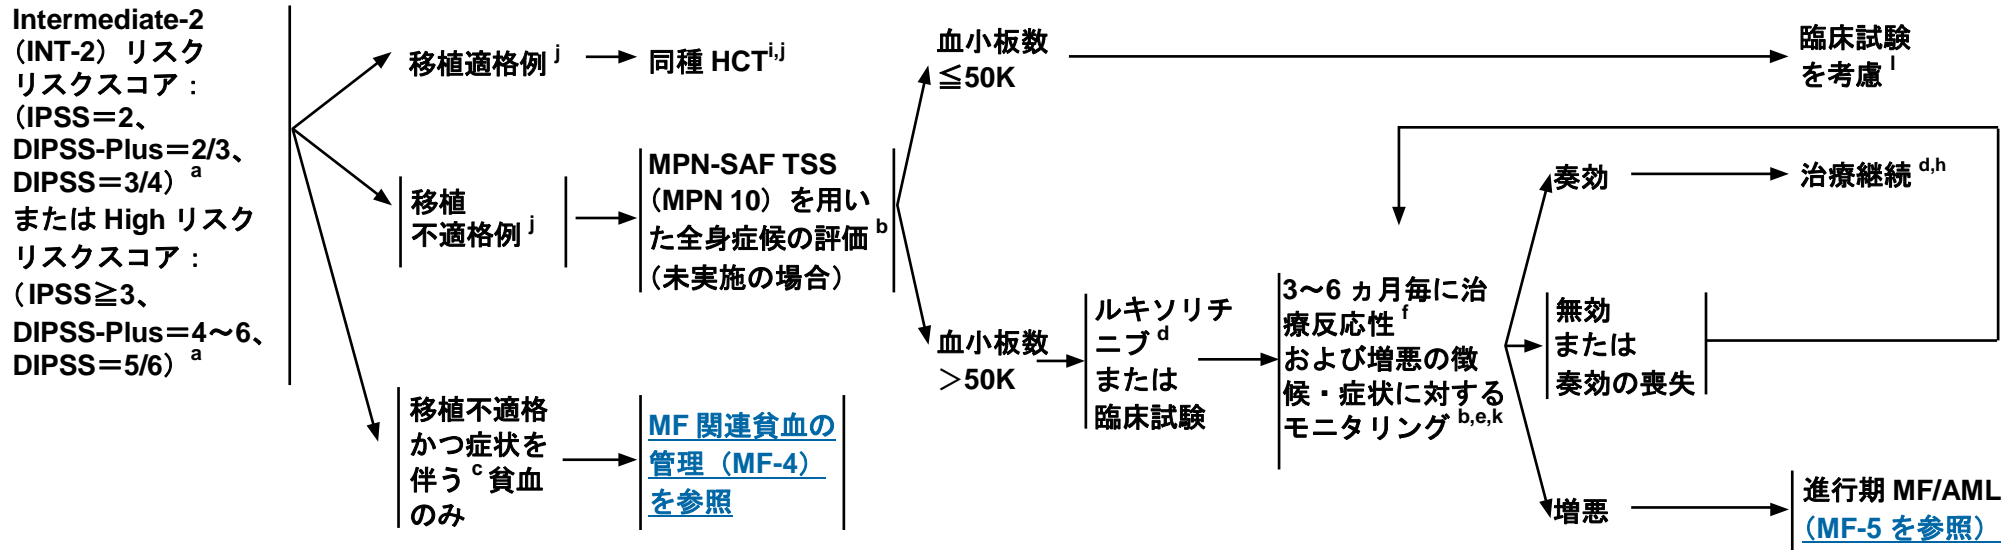 Intermediate-2
(INT-2) リスク
リスクスコア：
(IPSS＝2、
DIPSS-Plus＝2/3、
DIPSS＝3/4) a
または High リスク
リスクスコア：
(IPSS≧3、
DIPSS-Plus＝4～6、
DIPSS＝5/6) a
移植適格例 j
同種 HCT i,j
移植
不適格例 j
MPN-SAF TSS
(MPN 10) を用い
た全身症候の評価 b
(未実施の場合)
移植不適格
かつ症状を
伴う c 貧血
のみ
MF 関連貧血の
管理 (MF-4)
を参照
血小板数
≦50K
臨床試験
を考慮 l
血小板数
＞50K
ルキソリチ
ニブ d
または
臨床試験
3～6 ヵ月毎に治
療反応性 f
および増悪の徴
候・症状に対する
モニタリング b,e,k
奏効
治療継続 d,h
無効
または
奏効の喪失
増悪
進行期 MF/AML
(MF-5 を参照)